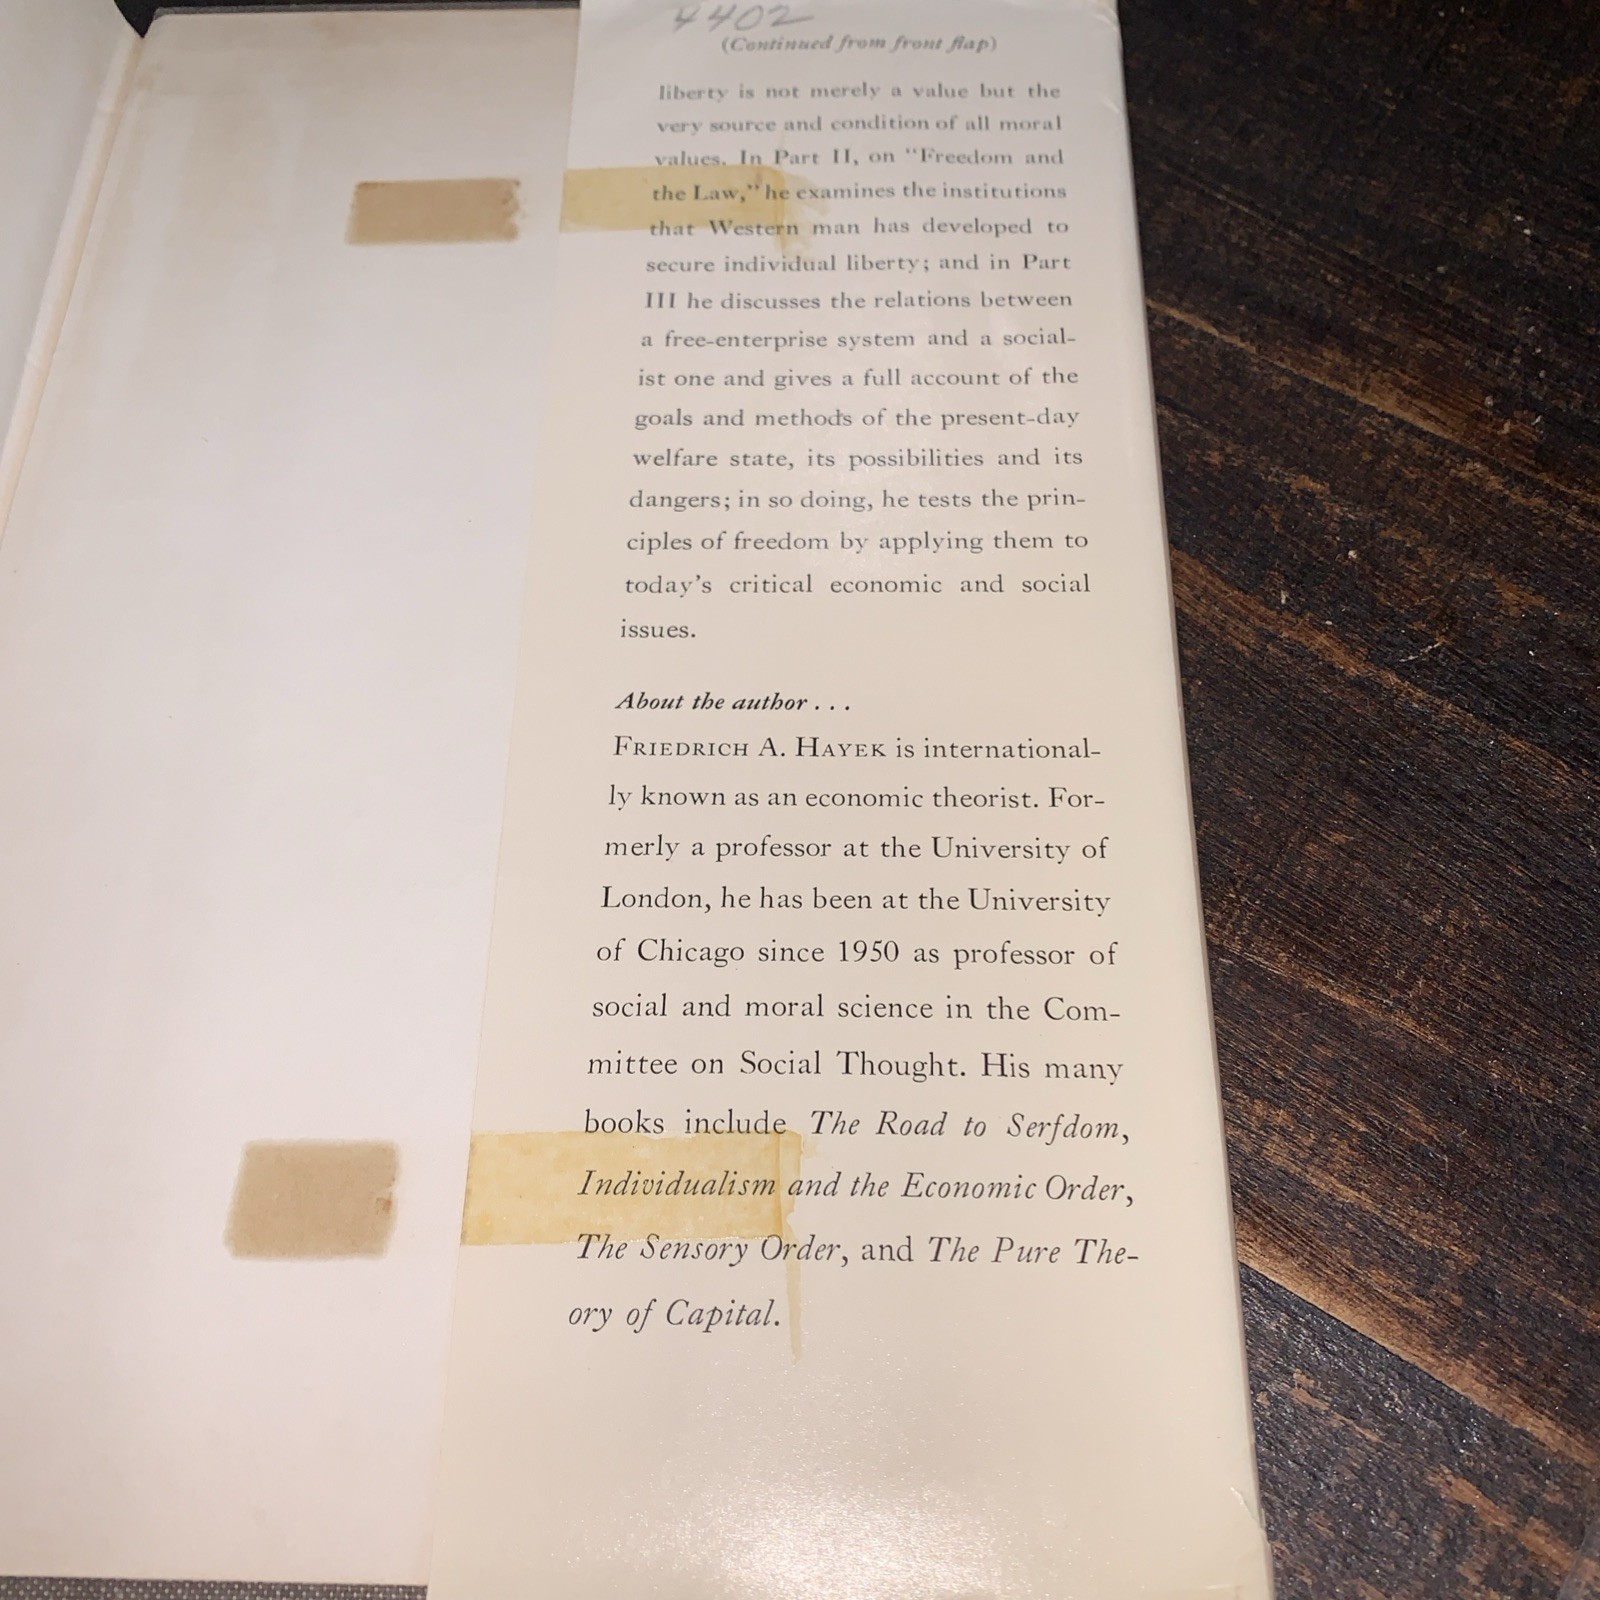 4402
(Continued from front flap)
liberty is not merely a value but the
very source and condition of all moral
values. In Part II, on "Freedom and
the Law," he examines the institutions
that Western man has developed to
secure individual liberty; and in Part
III he discusses the relations between
a free-enterprise system and a social-
ist one and gives a full account of the
goals and methods of the present-day
welfare state, its possibilities and its
dangers; in so doing, he tests the prin-
ciples of freedom by applying them to
today's critical economic and social
issues.
About the author . . .
FRIEDRICH A. HAYEK is international-
ly known as an economic theorist. For-
merly a professor at the University of
London, he has been at the University
of Chicago since 1950 as professor of
social and moral science in the Com-
mittee on Social Thought. His many
books include The Road to Serfdom,
Individualism and the Economic Order,
The Sensory Order, and The Pure The-
ory of Capital.